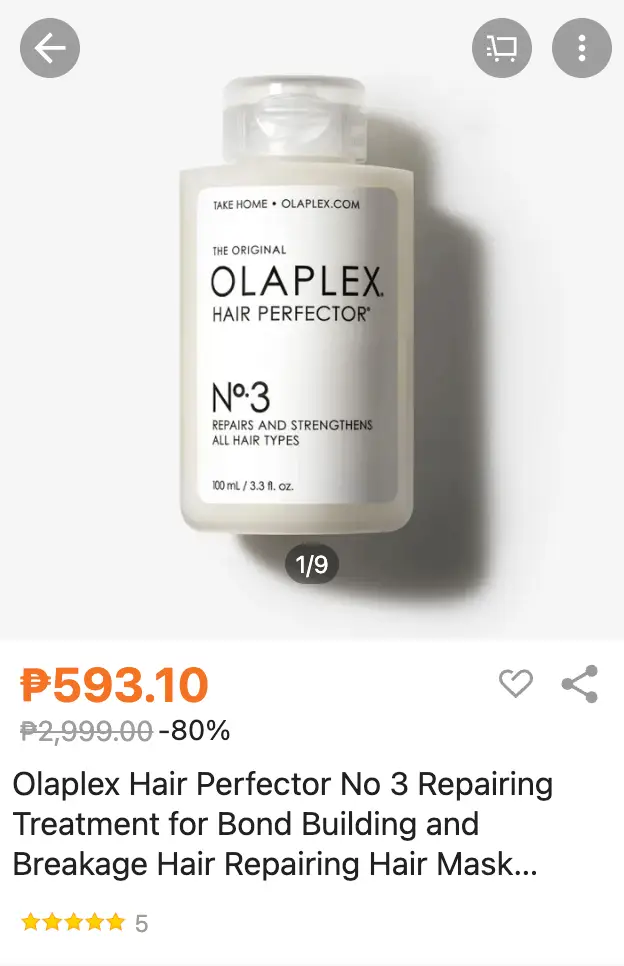 TAKE HOME • OLAPLEX.COM
THE ORIGINAL
OLAPLEX.
HAIR PERFECTOR®
Nº.3
REPAIRS AND STRENGTHENS
ALL HAIR TYPES
100 mL / 3.3 fl. oz.
1/9
₱593.10
₱2,999.00 -80%
Olaplex Hair Perfector No 3 Repairing
Treatment for Bond Building and
Breakage Hair Repairing Hair Mask...
5